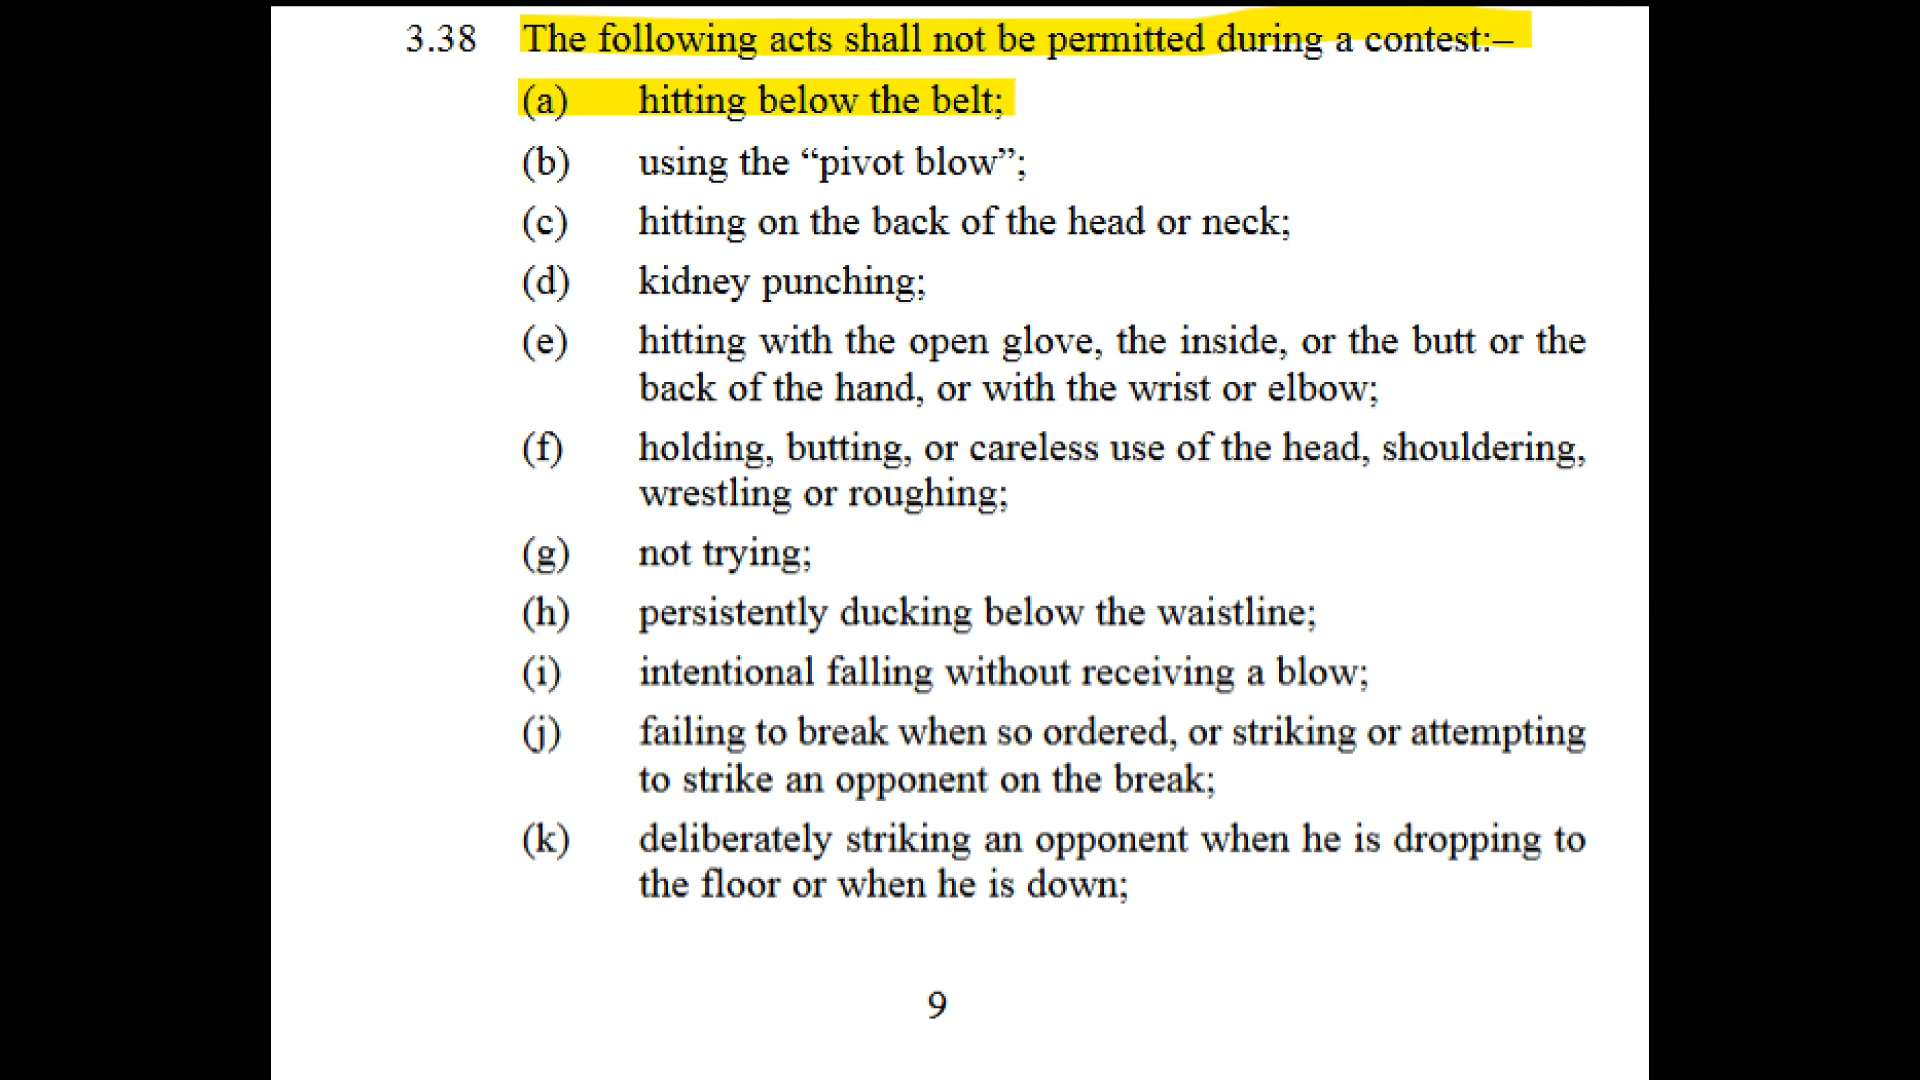 3.38 The following acts shall not be permitted during a contest:–
(a) hitting below the belt;
(b) using the “pivot blow”;
(c) hitting on the back of the head or neck;
(d) kidney punching;
(e) hitting with the open glove, the inside, or the butt or the
back of the hand, or with the wrist or elbow;
(f) holding, butting, or careless use of the head, shouldering,
wrestling or roughing;
(g) not trying;
(h) persistently ducking below the waistline;
(i) intentional falling without receiving a blow;
(j) failing to break when so ordered, or striking or attempting
to strike an opponent on the break;
(k) deliberately striking an opponent when he is dropping to
the floor or when he is down;
9